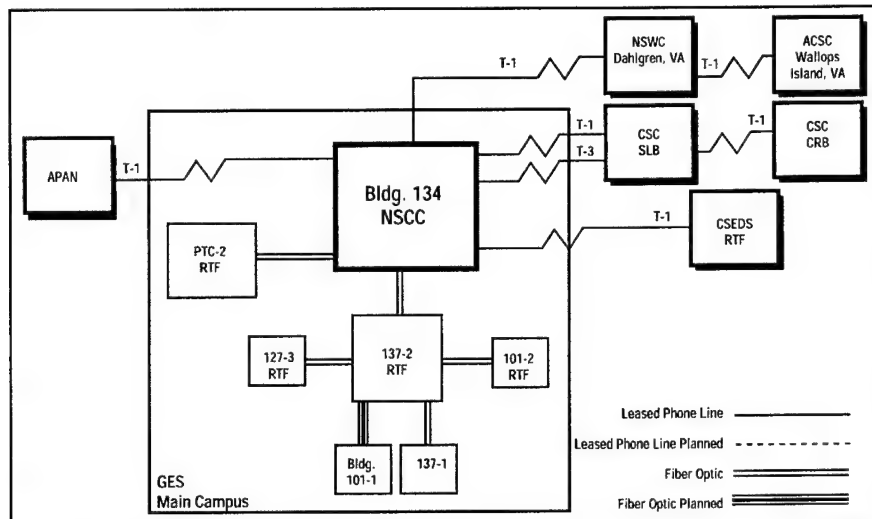 NSWC
Dahlgren, VA
T-1
T-1
ACSC
Wallops
Island, VA
APAN
T-1
Bldg. 134
NSCC
T-1
T-3
CSC
SLB
T-1
CSC
CRB
T-1
CSEDS
RTF
PTC-2
RTF
127-3
RTF
137-2
RTF
101-2
RTF
Bldg.
101-1
137-1
GES
Main Campus
Leased Phone Line
Leased Phone Line Planned
Fiber Optic
Fiber Optic Planned